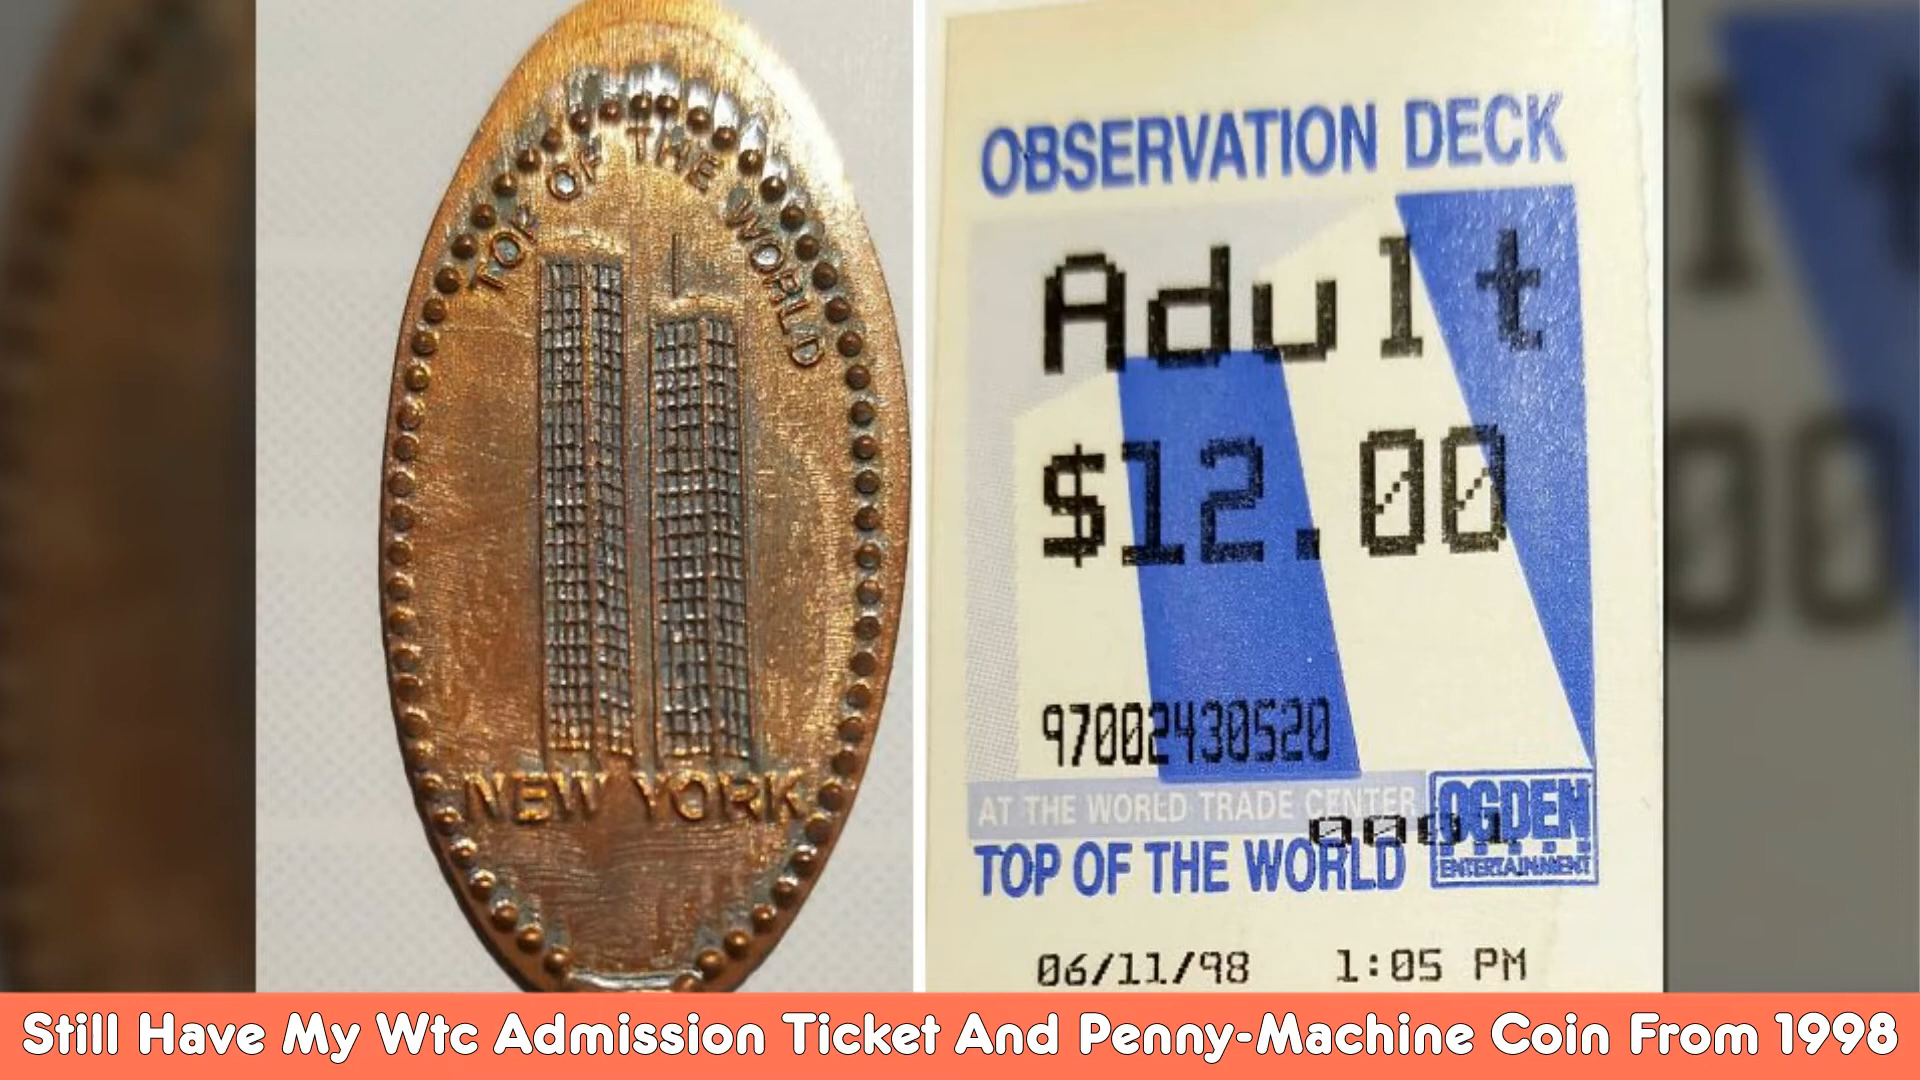 TOP OF THE WORLD
NEW YORK
OBSERVATION DECK
Adult
$12.00
97002430520
AT THE WORLD TRADE CENTER
OGDEN
ENTERTAINMENT
TOP OF THE WORLD
06/11/98 1:05 PM
Still Have My Wtc Admission Ticket And Penny-Machine Coin From 1998